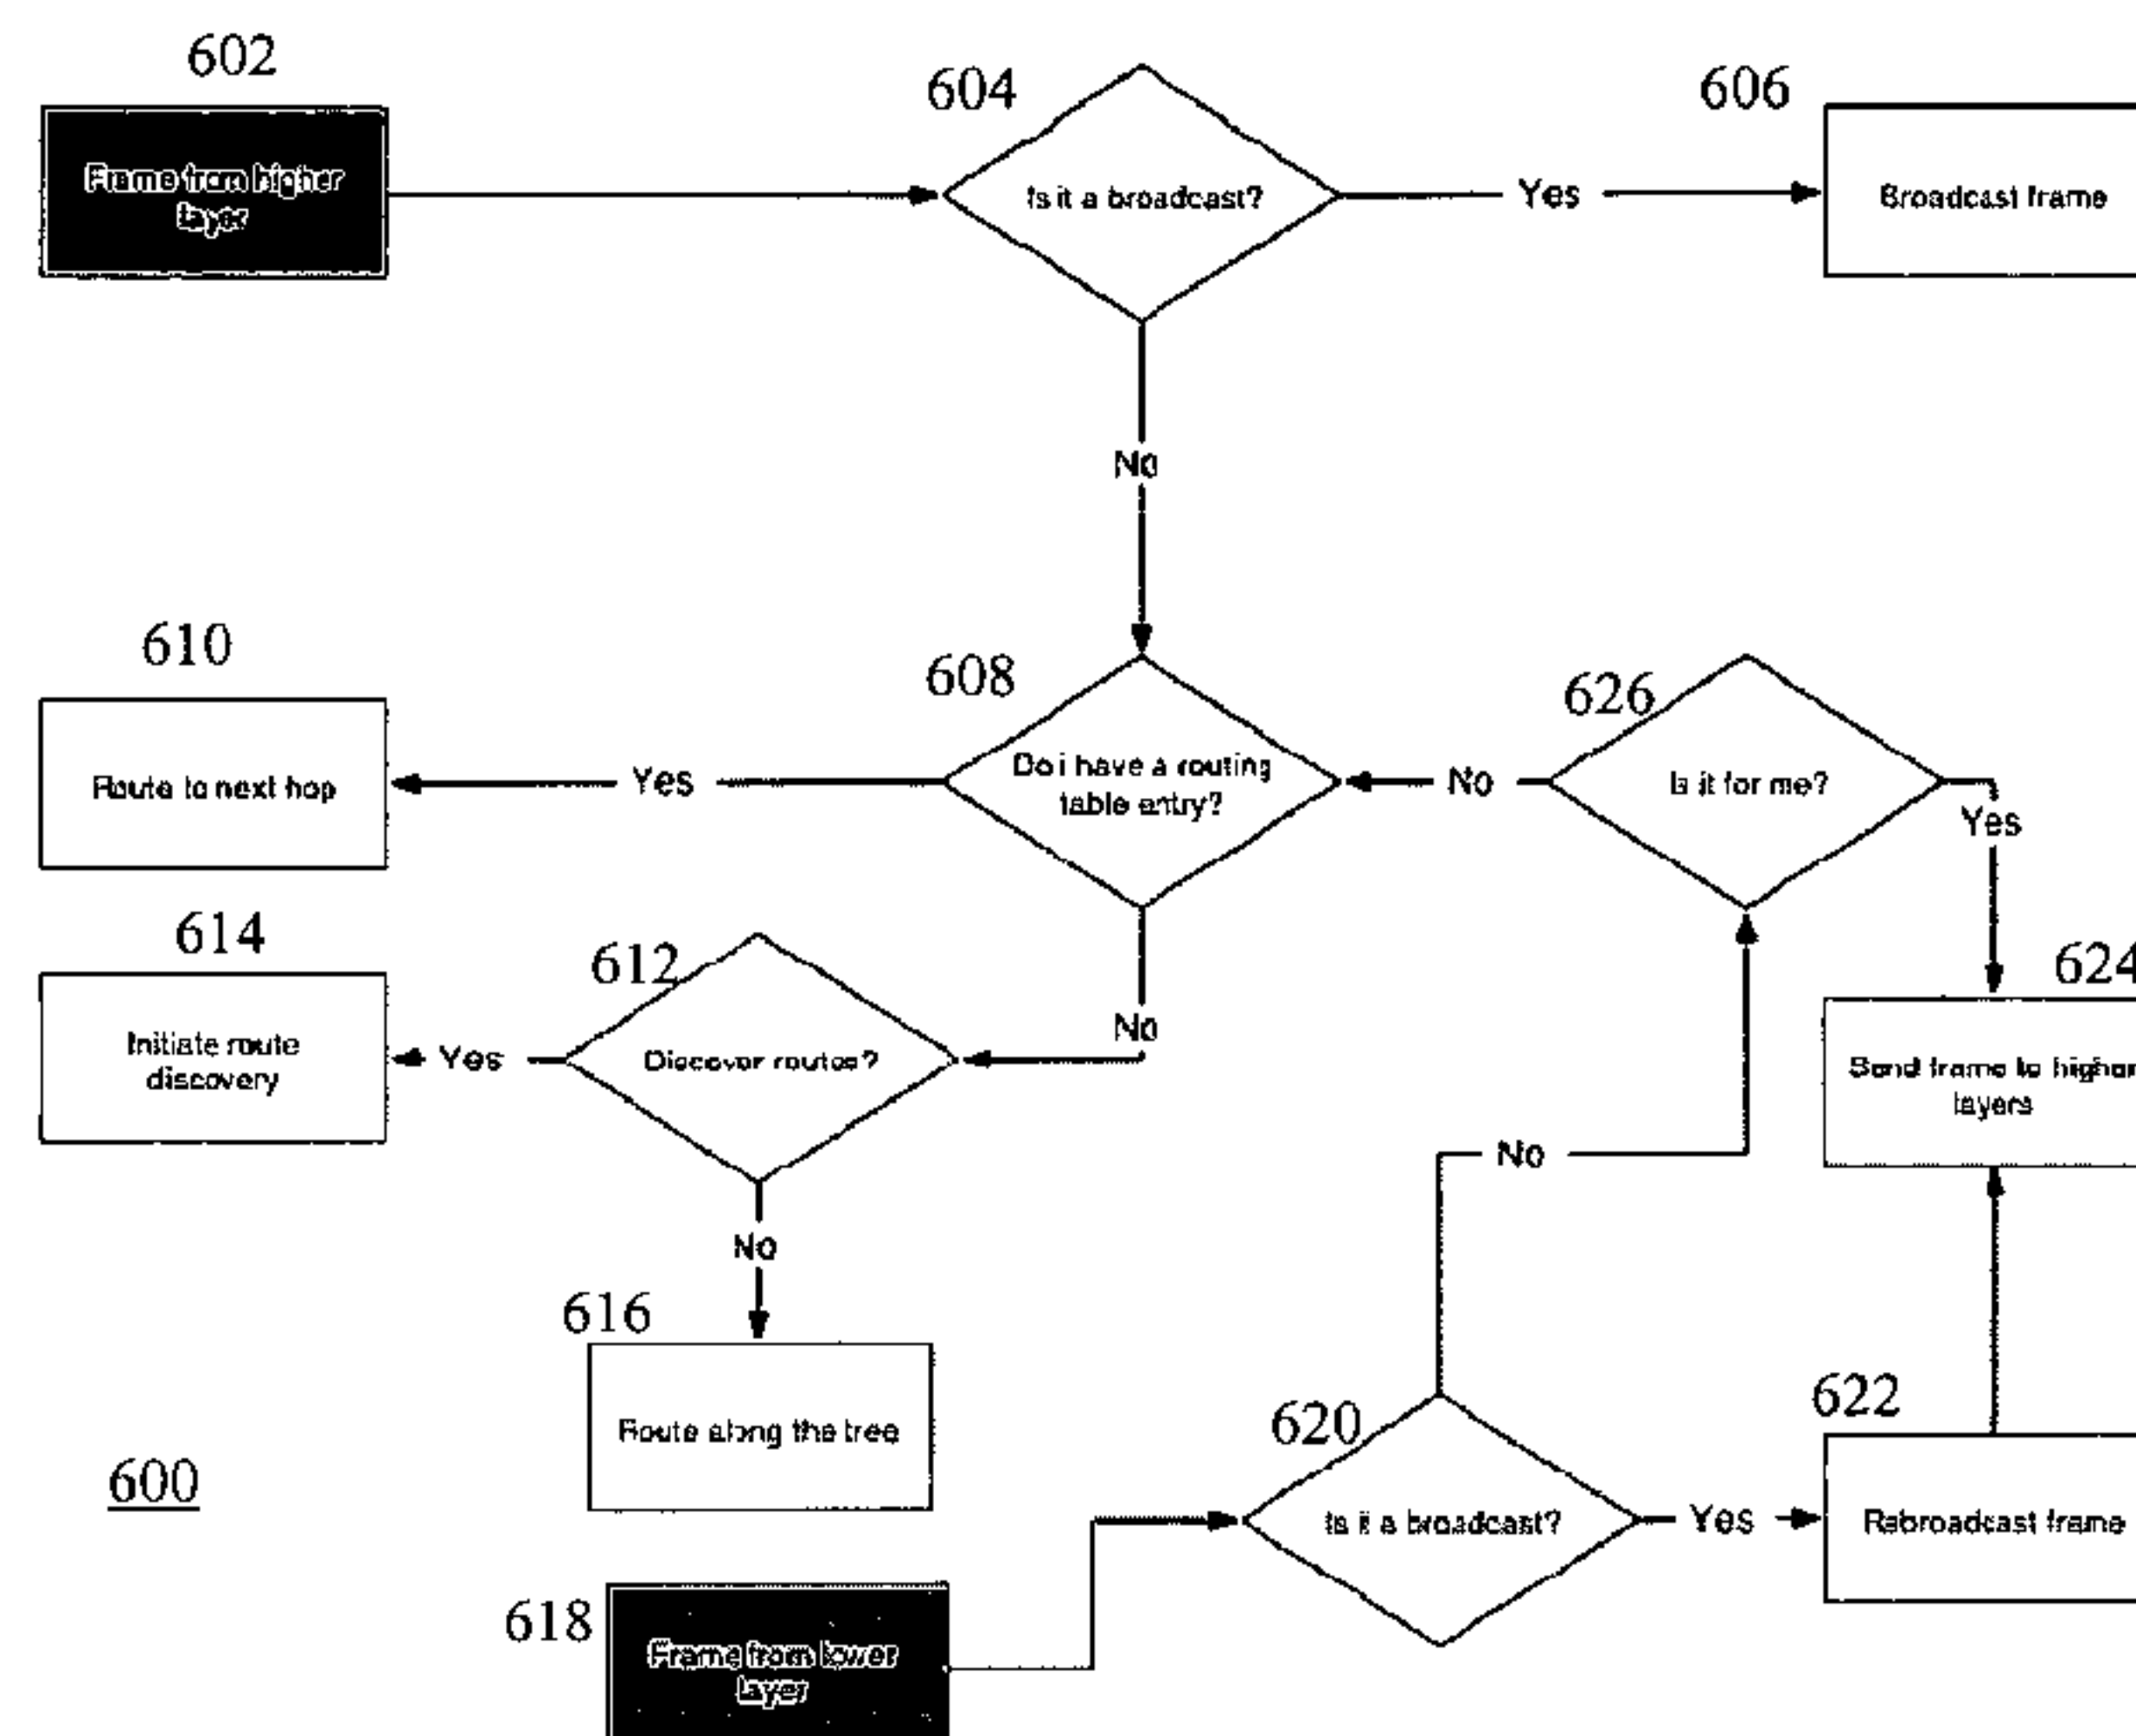 602
Frame from higher
layer
604
Is it a broadcast?
Yes
606
Broadcast frame
No
610
Route to next hop
Yes
608
Do i have a routing
table entry?
No
626
Is it for me?
Yes
614
Initiate route
discovery
Yes
612
Discover routes?
No
624
Send frame to higher
layers
No
No
616
Route along the tree
600
620
Is it a broadcast?
Yes
622
Rebroadcast frame
618
Frame from lower
layer